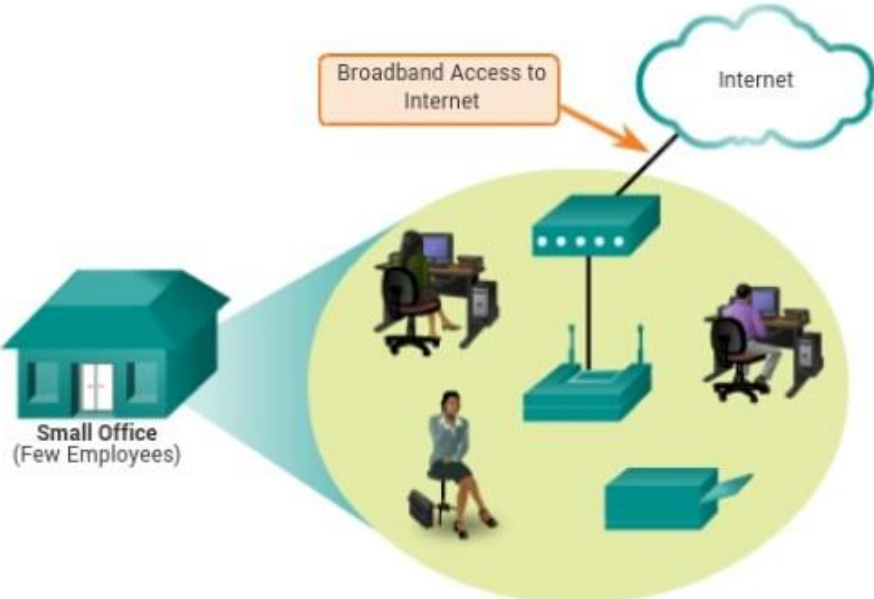 Broadband Access to
Internet
Internet
Small Office
(Few Employees)